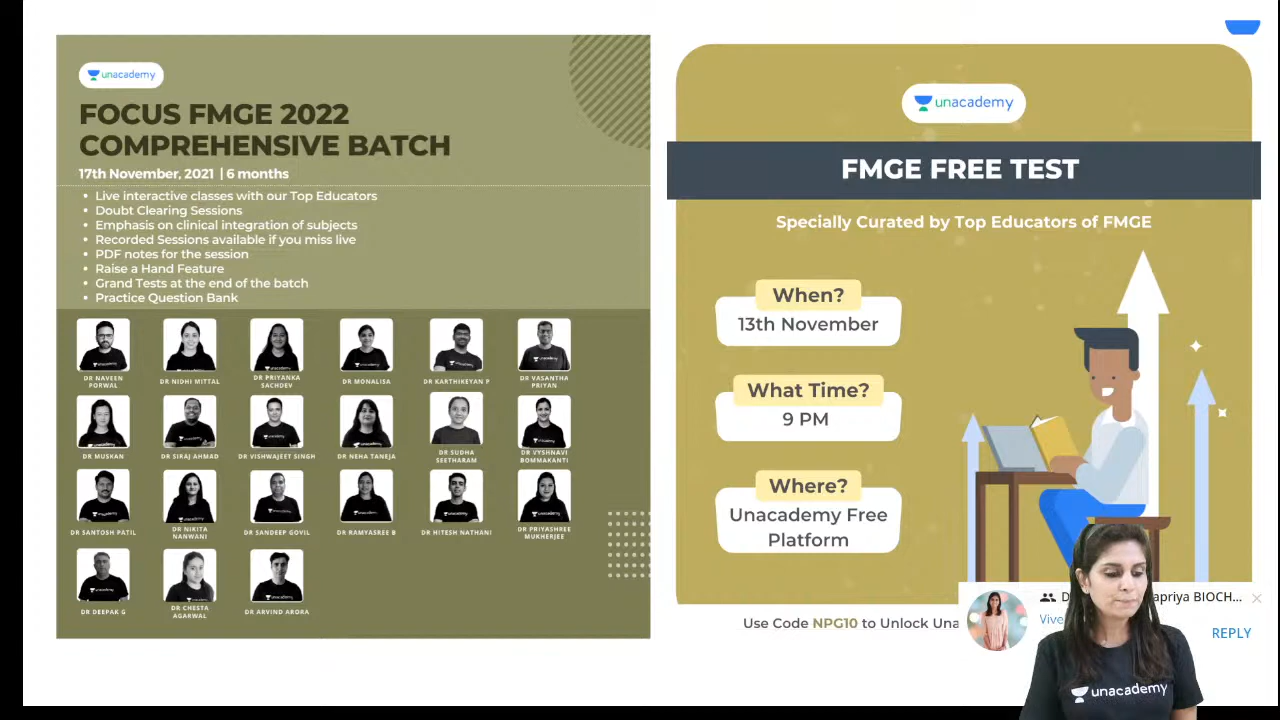 unacademy
FOCUS FMGE 2022
COMPREHENSIVE BATCH
17th November, 2021 | 6 months
• Live interactive classes with our Top Educators
• Doubt Clearing Sessions
• Emphasis on clinical integration of subjects
• Recorded Sessions available if you miss live
• PDF notes for the session
• Raise a Hand Feature
• Grand Tests at the end of the batch
• Practice Question Bank
DR NAVEEN PORWAL
DR NIDHI MITTAL
DR PRIYANKA SACHDEV
DR MONALISA
DR KARTHIKEYAN P
DR VASANTHA PRIYAN
DR MUSKAN
DR SIRAJ AHMAD
DR VISHWAJEET SINGH
DR NEHA TANEJA
DR SUDHA SEETHARAM
DR VYSHNAVI BOMMAKANTI
DR SANTOSH PATIL
DR NIKITA NANWANI
DR SANDEEP GOVIL
DR RAMYASREE B
DR HITESH NATHANI
DR PRIYASHREE MUKHERJEE
DR DEEPAK G
DR CHESTA AGARWAL
DR ARVIND ARORA
unacademy
FMGE FREE TEST
Specially Curated by Top Educators of FMGE
When?
13th November
What Time?
9 PM
Where?
Unacademy Free
Platform
Use Code NPG10 to Unlock Una
apriya BIOCH...
Vive
REPLY
unacademy